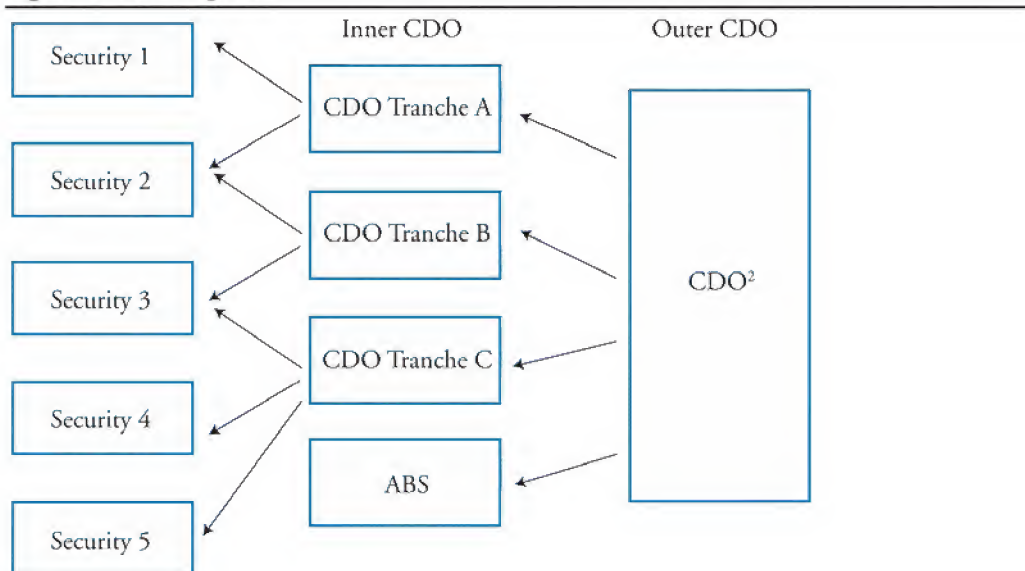 Inner CDO
Outer CDO
Security 1
Security 2
Security 3
Security 4
Security 5
CDO Tranche A
CDO Tranche B
CDO Tranche C
ABS
CDO²